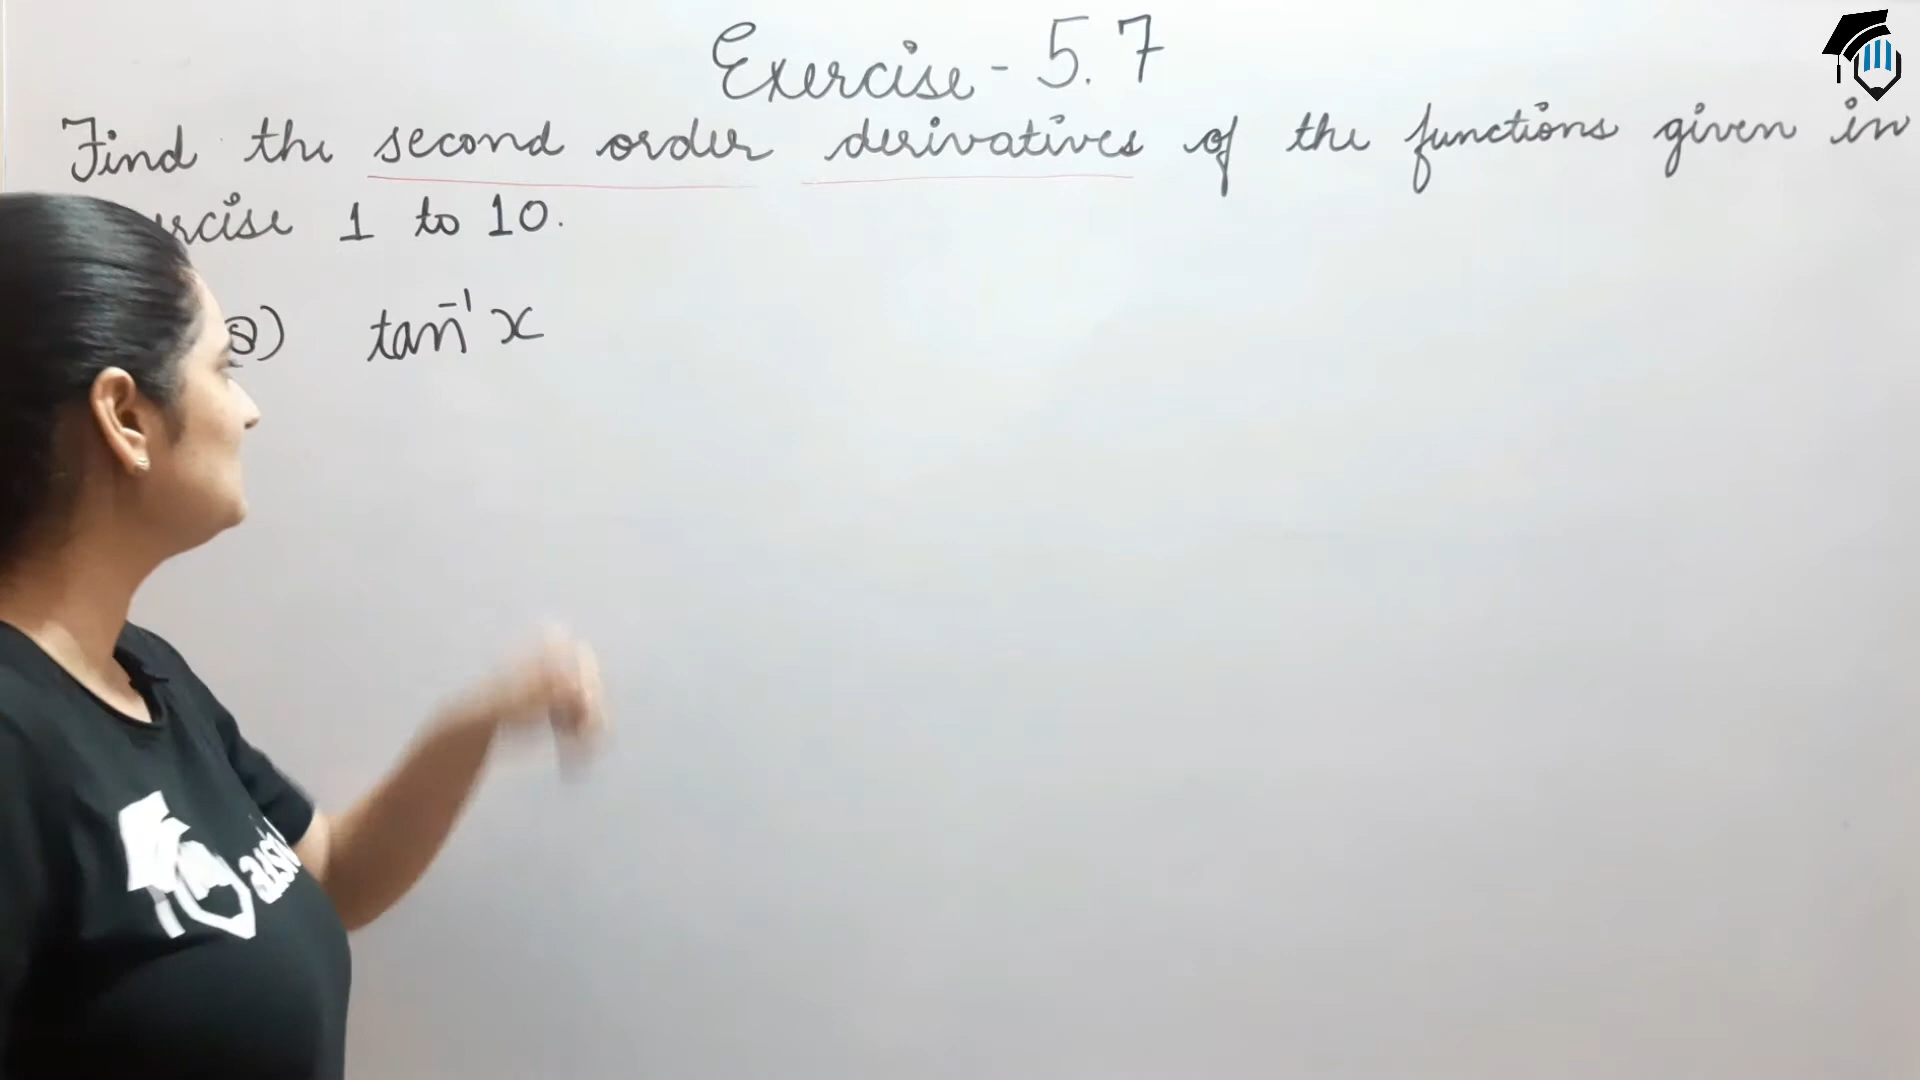 Exercise - 5.7
Find the second order derivatives of the functions given in
rcise 1 to 10.
8) tan⁻¹ x